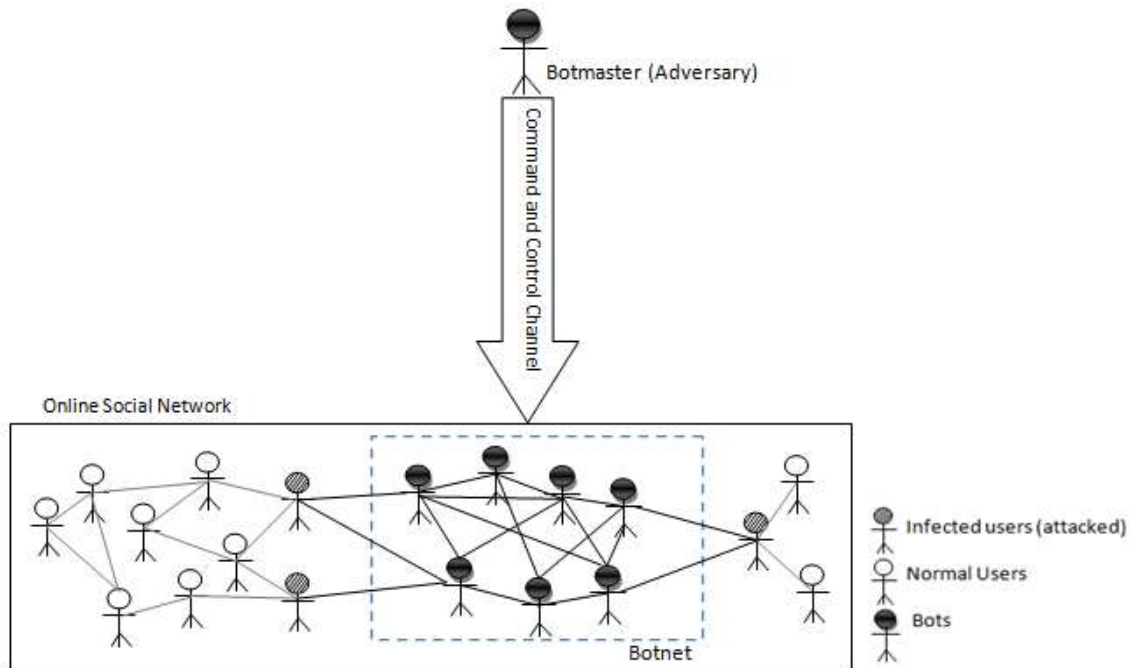 Botmaster (Adversary)
Command and Control Channel
Online Social Network
Infected users (attacked)
Normal Users
Bots
Botnet